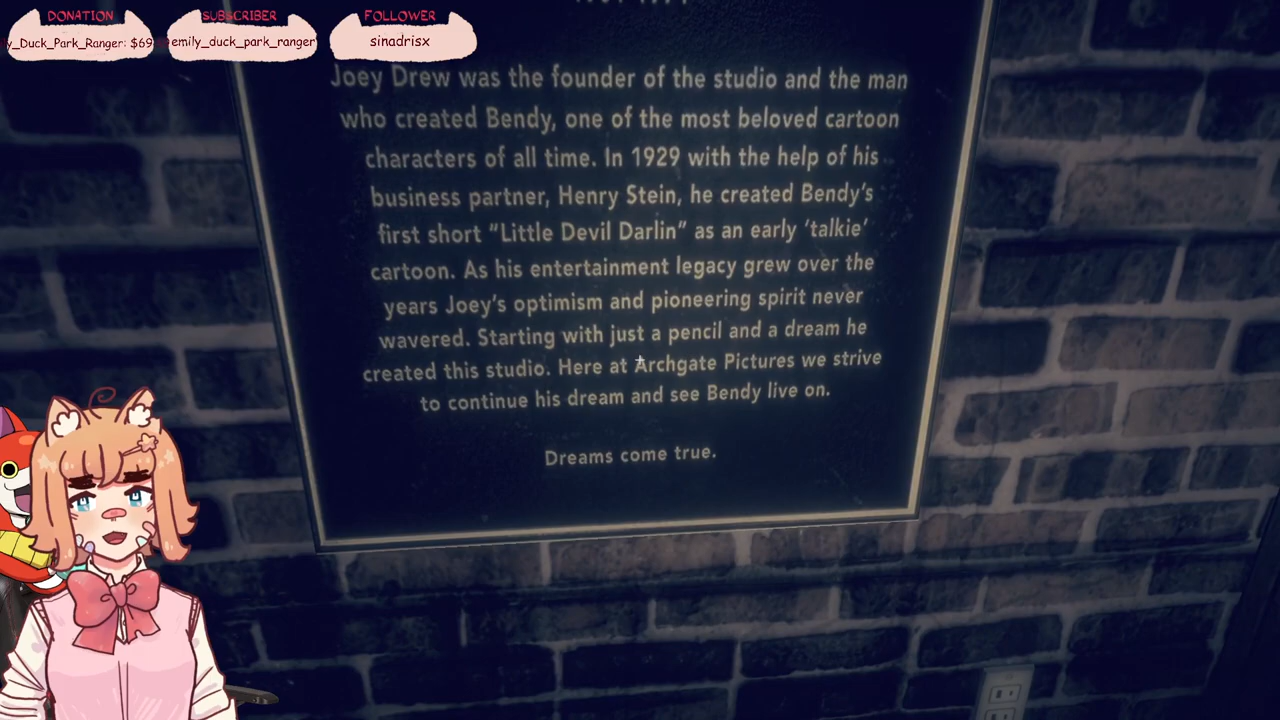 DONATION
SUBSCRIBER
FOLLOWER
y_Duck_Park_Ranger: $69
emily_duck_park_ranger
sinadrisx
Joey Drew was the founder of the studio and the man
who created Bendy, one of the most beloved cartoon
characters of all time. In 1929 with the help of his
business partner, Henry Stein, he created Bendy's
first short “Little Devil Darlin” as an early ‘talkie’
cartoon. As his entertainment legacy grew over the
years Joey's optimism and pioneering spirit never
wavered. Starting with just a pencil and a dream he
created this studio. Here at Archgate Pictures we strive
to continue his dream and see Bendy live on.
Dreams come true.